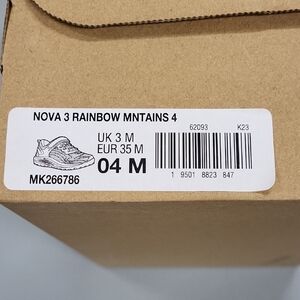 NOVA 3 RAINBOW MNTAINS 4
62093 K23
UK 3 M
EUR 35 M
04 M
MK266786
1 9501 8823 847